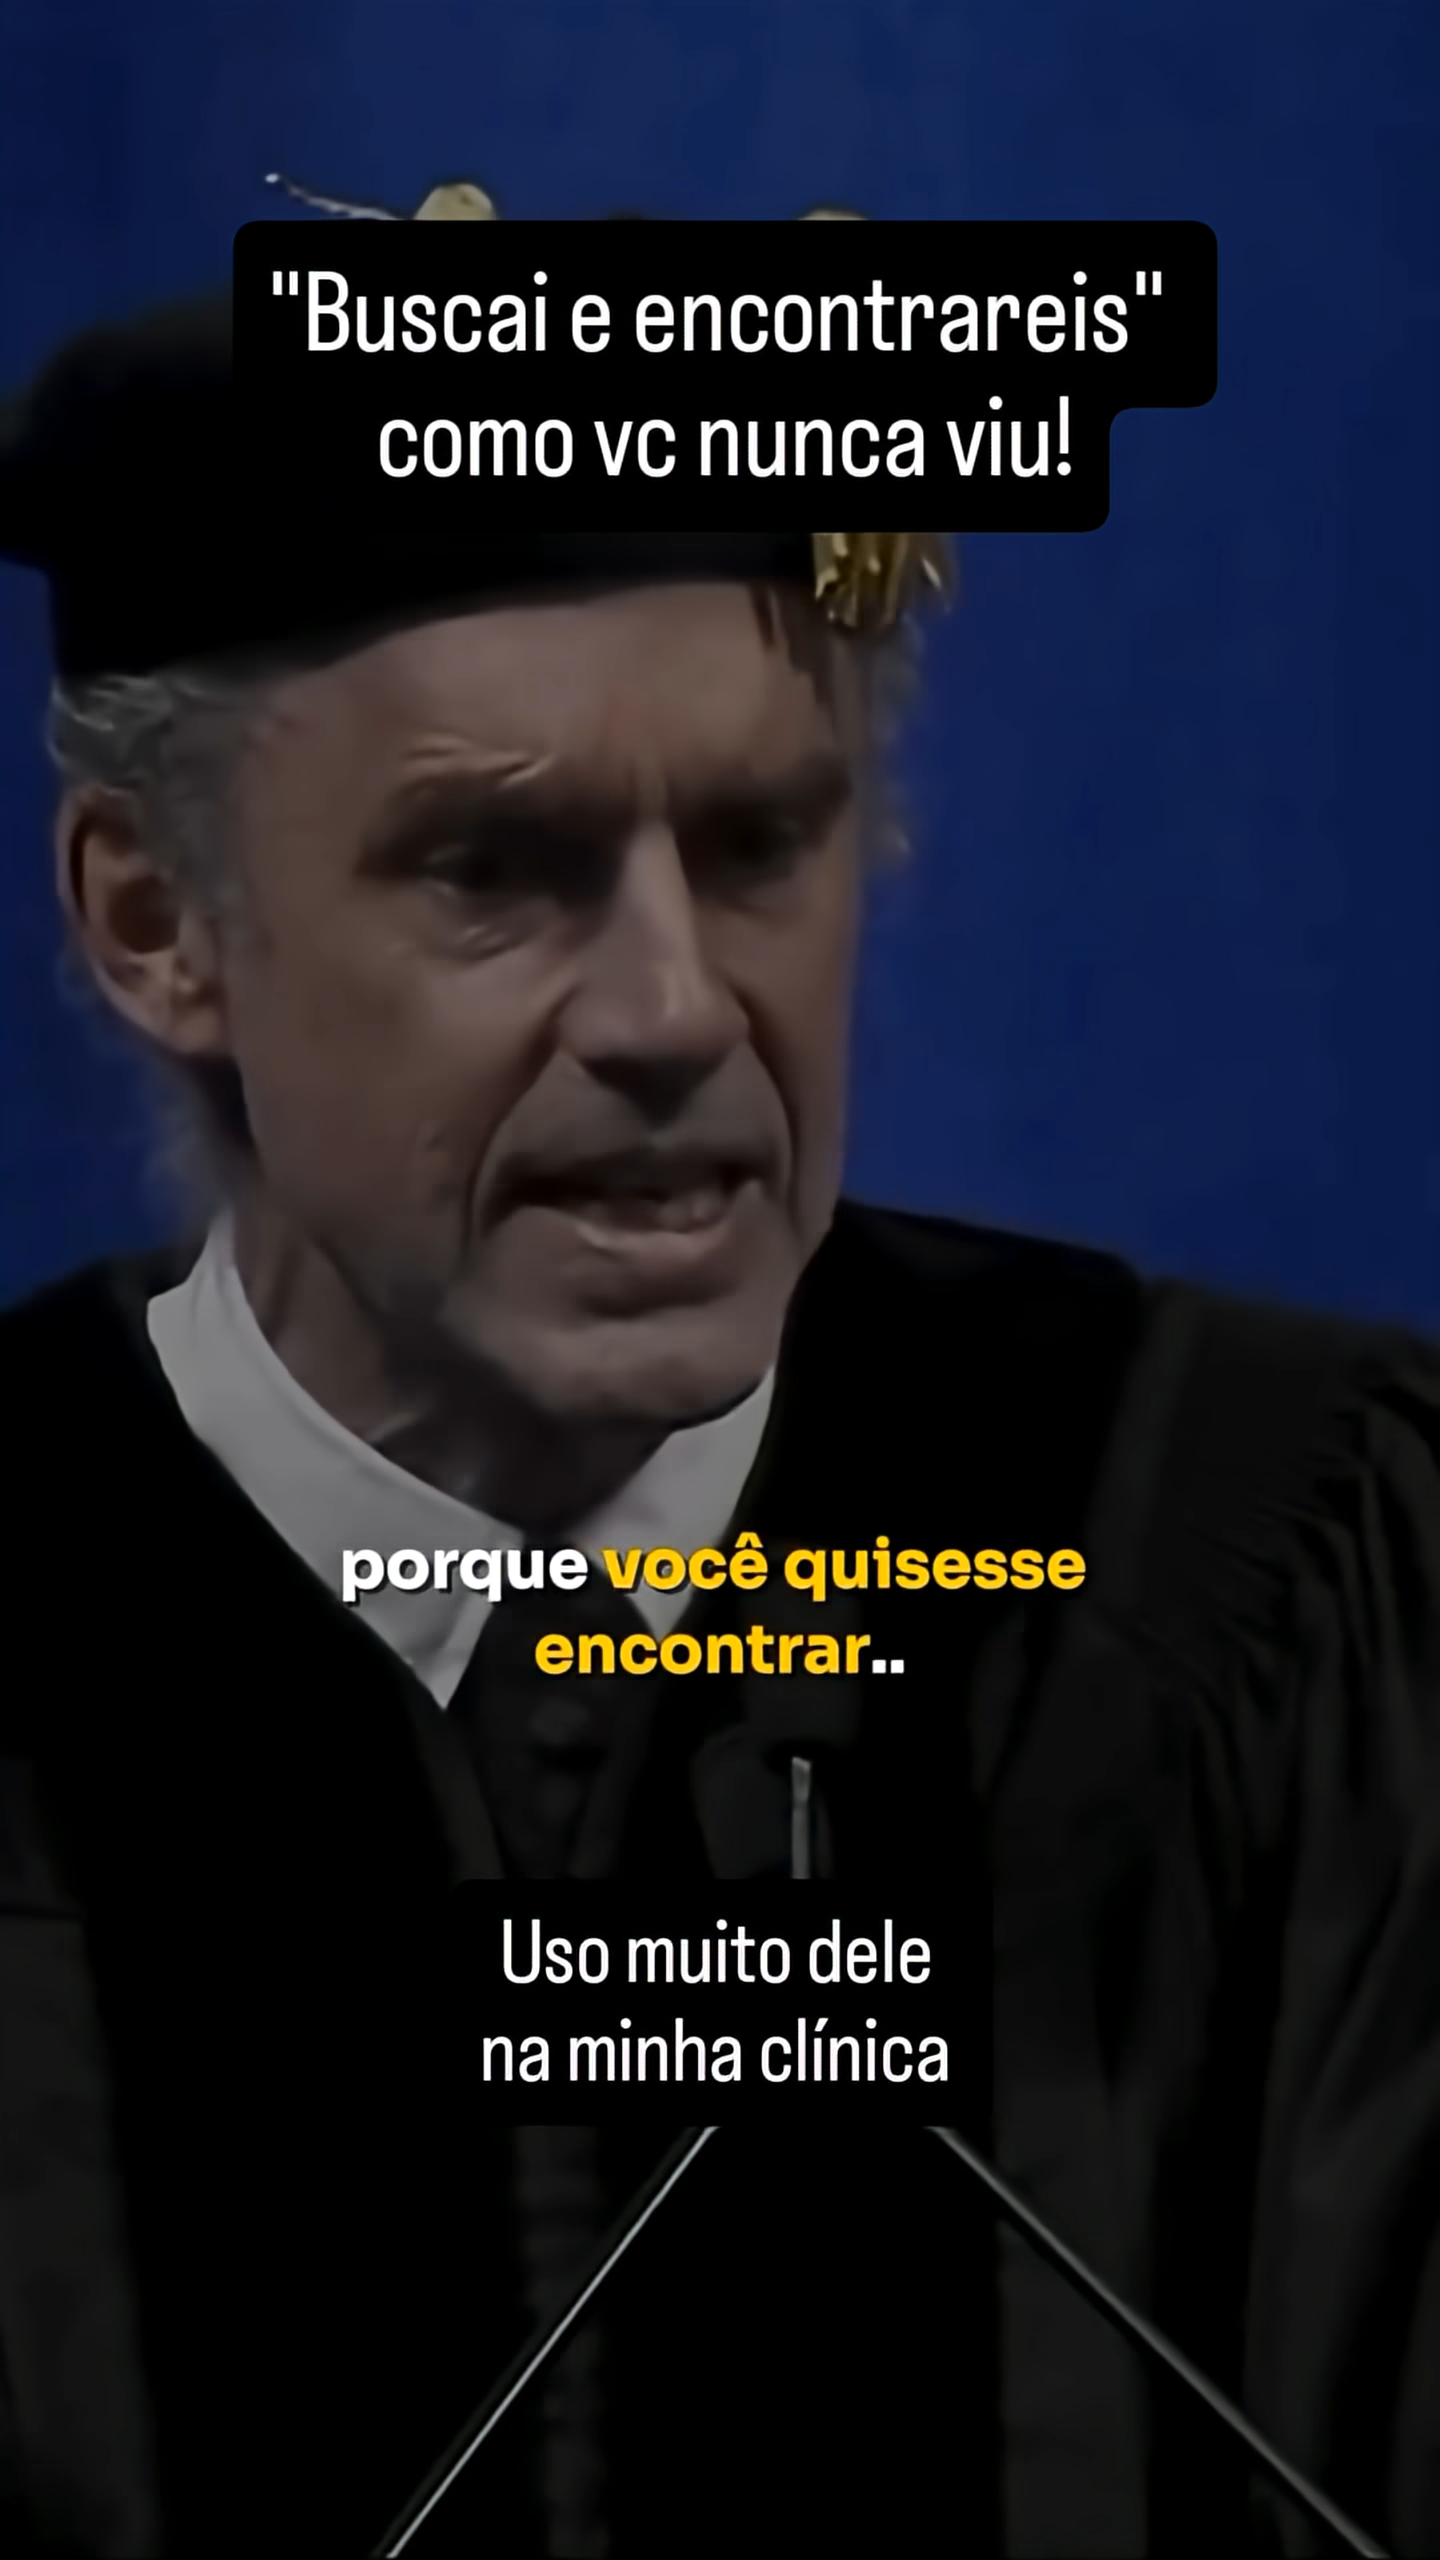 "Buscai e encontrareis"
como vc nunca viu!
porque você quisesse
encontrar..
Uso muito dele
na minha clínica